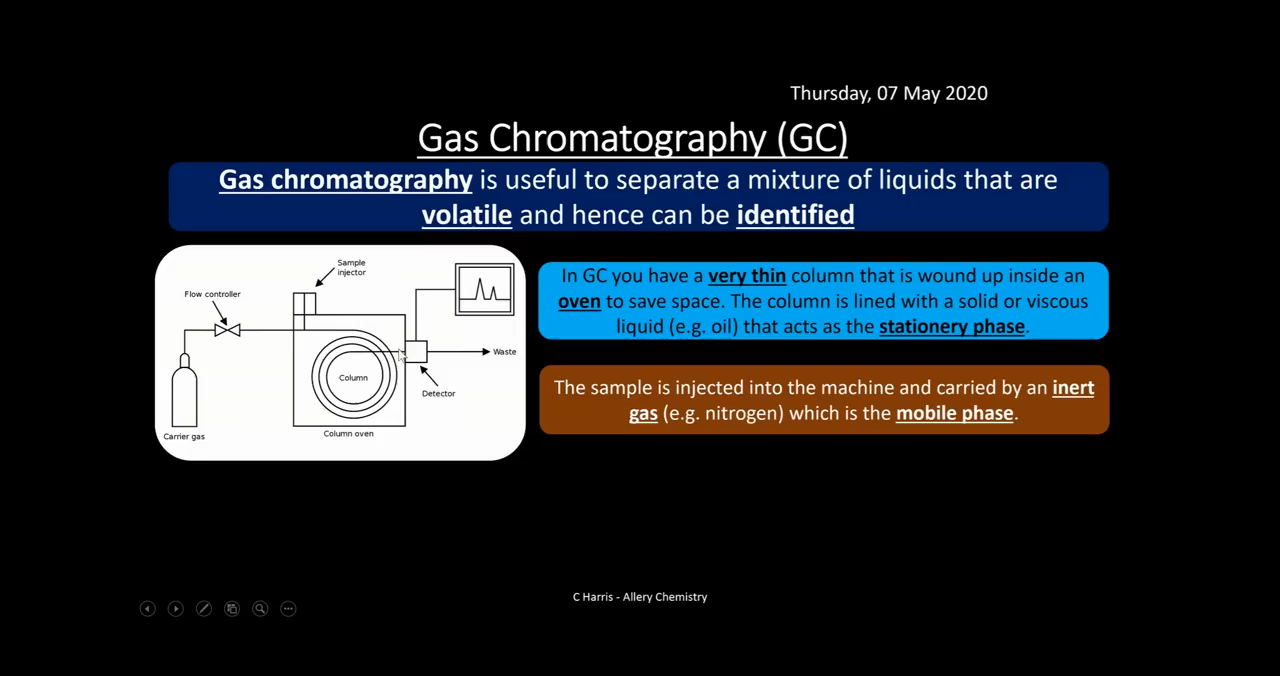 Thursday, 07 May 2020
Gas Chromatography (GC)
Gas chromatography is useful to separate a mixture of liquids that are
volatile and hence can be identified
Sample
injector
Flow controller
Column
Waste
Detector
Carrier gas
Column oven
In GC you have a very thin column that is wound up inside an
oven to save space. The column is lined with a solid or viscous
liquid (e.g. oil) that acts as the stationery phase.
The sample is injected into the machine and carried by an inert
gas (e.g. nitrogen) which is the mobile phase.
C Harris - Allery Chemistry